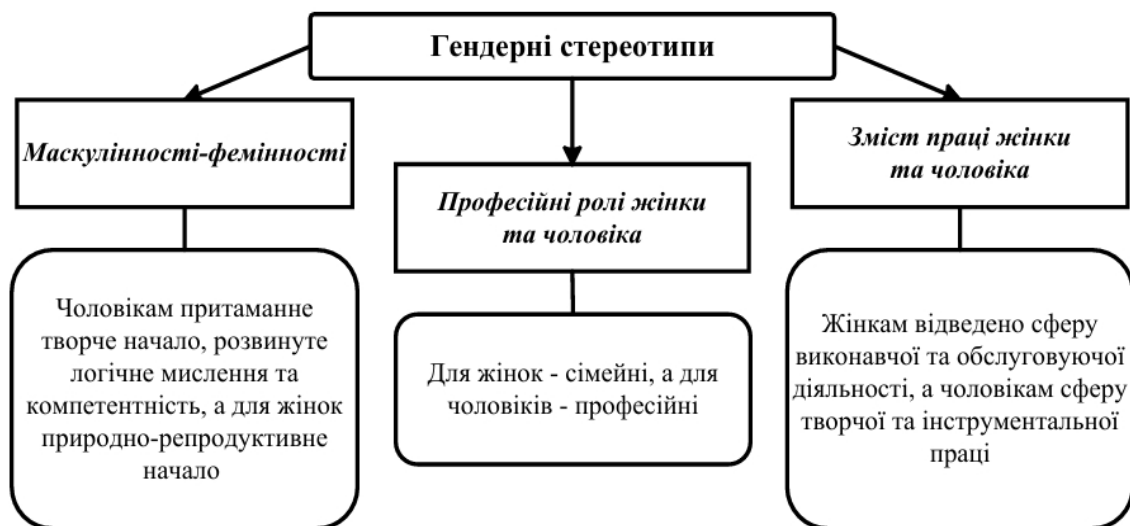 Гендерні стереотипи
Маскулінності-фемінності
Чоловікам притаманне
творче начало, розвинуте
логічне мислення та
компетентність, а для жінок
природно-репродуктивне
начало
Професійні ролі жінки
та чоловіка
Для жінок - сімейні, а для
чоловіків - професійні
Зміст праці жінки
та чоловіка
Жінкам відведено сферу
виконавчої та обслуговуючої
діяльності, а чоловікам сферу
творчої та інструментальної
праці